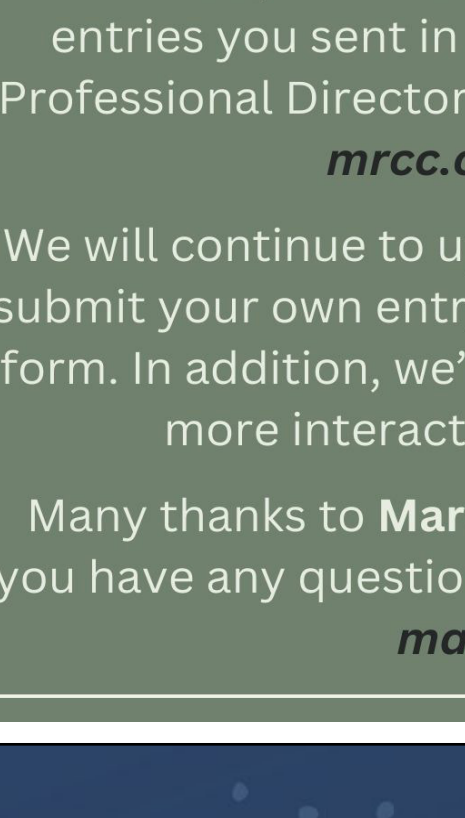 entries you sent in
Professional Director
mrcc.
We will continue to u
submit your own entr
form. In addition, we'
more interact
Many thanks to Mar
you have any questio
ma